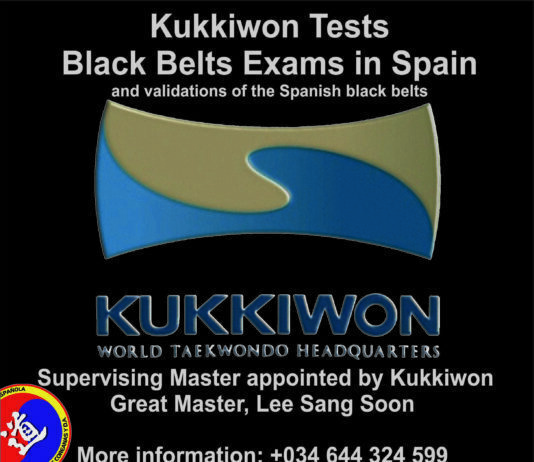 Kukkiwon Tests
Black Belts Exams in Spain
and validations of the Spanish black belts
KUKKIWON
WORLD TAEKWONDO HEADQUARTERS
Supervising Master appointed by Kukkiwon
Great Master, Lee Sang Soon
More information: +034 644 324 599